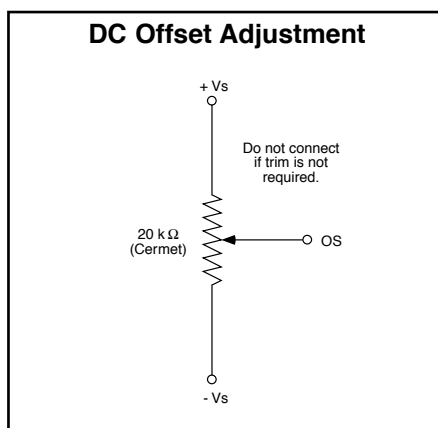 DC Offset Adjustment
+ Vs
Do not connect
if trim is not
required.
20 k Ω
(Cermet)
OS
- Vs